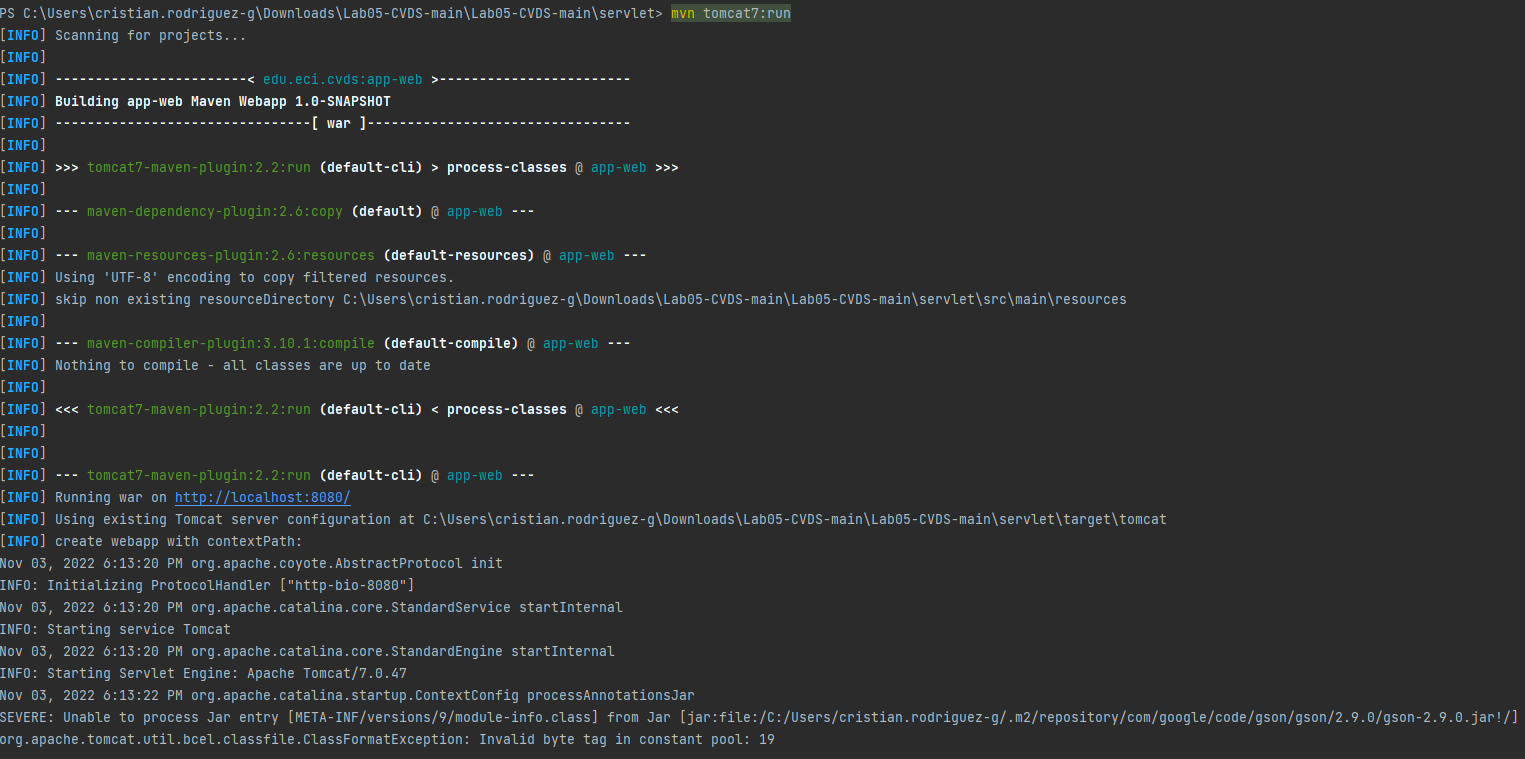 PS C:\Users\cristian.rodriguez-g\Downloads\Lab05-CVDS-main\Lab05-CVDS-main\servlet> mvn tomcat7:run
[INFO] Scanning for projects...
[INFO]
[INFO] ------------------------< edu.eci.cvds:app-web >------------------------
[INFO] Building app-web Maven Webapp 1.0-SNAPSHOT
[INFO] --------------------------------[ war ]---------------------------------
[INFO]
[INFO] >>> tomcat7-maven-plugin:2.2:run (default-cli) > process-classes @ app-web >>>
[INFO]
[INFO] --- maven-dependency-plugin:2.6:copy (default) @ app-web ---
[INFO]
[INFO] --- maven-resources-plugin:2.6:resources (default-resources) @ app-web ---
[INFO] Using 'UTF-8' encoding to copy filtered resources.
[INFO] skip non existing resourceDirectory C:\Users\cristian.rodriguez-g\Downloads\Lab05-CVDS-main\Lab05-CVDS-main\servlet\src\main\resources
[INFO]
[INFO] --- maven-compiler-plugin:3.10.1:compile (default-compile) @ app-web ---
[INFO] Nothing to compile - all classes are up to date
[INFO]
[INFO] <<< tomcat7-maven-plugin:2.2:run (default-cli) < process-classes @ app-web <<<
[INFO]
[INFO]
[INFO] --- tomcat7-maven-plugin:2.2:run (default-cli) @ app-web ---
[INFO] Running war on http://localhost:8080/
[INFO] Using existing Tomcat server configuration at C:\Users\cristian.rodriguez-g\Downloads\Lab05-CVDS-main\Lab05-CVDS-main\servlet\target\tomcat
[INFO] create webapp with contextPath:
Nov 03, 2022 6:13:20 PM org.apache.coyote.AbstractProtocol init
INFO: Initializing ProtocolHandler ["http-bio-8080"]
Nov 03, 2022 6:13:20 PM org.apache.catalina.core.StandardService startInternal
INFO: Starting service Tomcat
Nov 03, 2022 6:13:20 PM org.apache.catalina.core.StandardEngine startInternal
INFO: Starting Servlet Engine: Apache Tomcat/7.0.47
Nov 03, 2022 6:13:22 PM org.apache.catalina.startup.ContextConfig processAnnotationsJar
SEVERE: Unable to process Jar entry [META-INF/versions/9/module-info.class] from Jar [jar:file:/C:/Users/cristian.rodriguez-g/.m2/repository/com/google/code/gson/gson/2.9.0/gson-2.9.0.jar!/]
org.apache.tomcat.util.bcel.classfile.ClassFormatException: Invalid byte tag in constant pool: 19